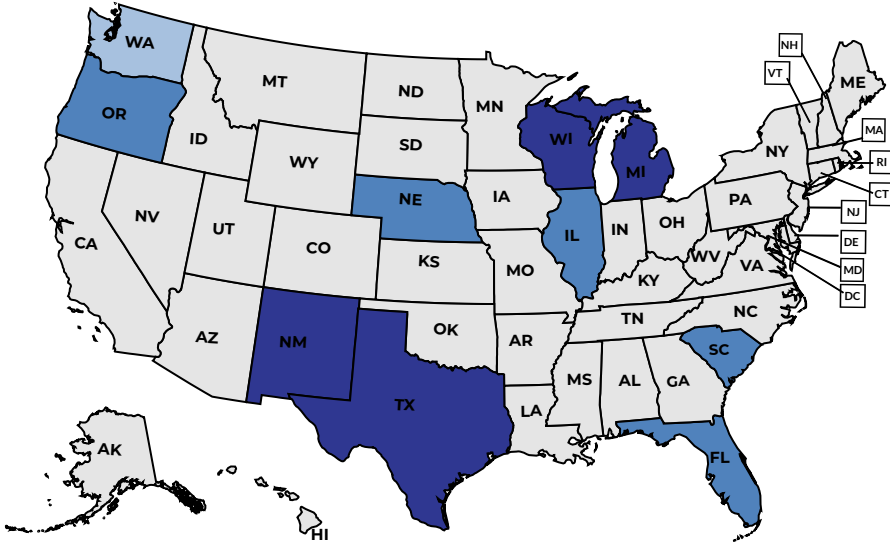 WA
MT
ND
MN
NH
VT
ME
OR
ID
SD
WI
MI
NY
MA
RI
CT
WY
NE
IA
PA
NJ
NV
UT
CO
IL
IN
OH
DE
MD
DC
CA
KS
MO
WV
VA
KY
NC
AZ
NM
OK
AR
TN
SC
TX
MS
AL
GA
LA
FL
AK
HI